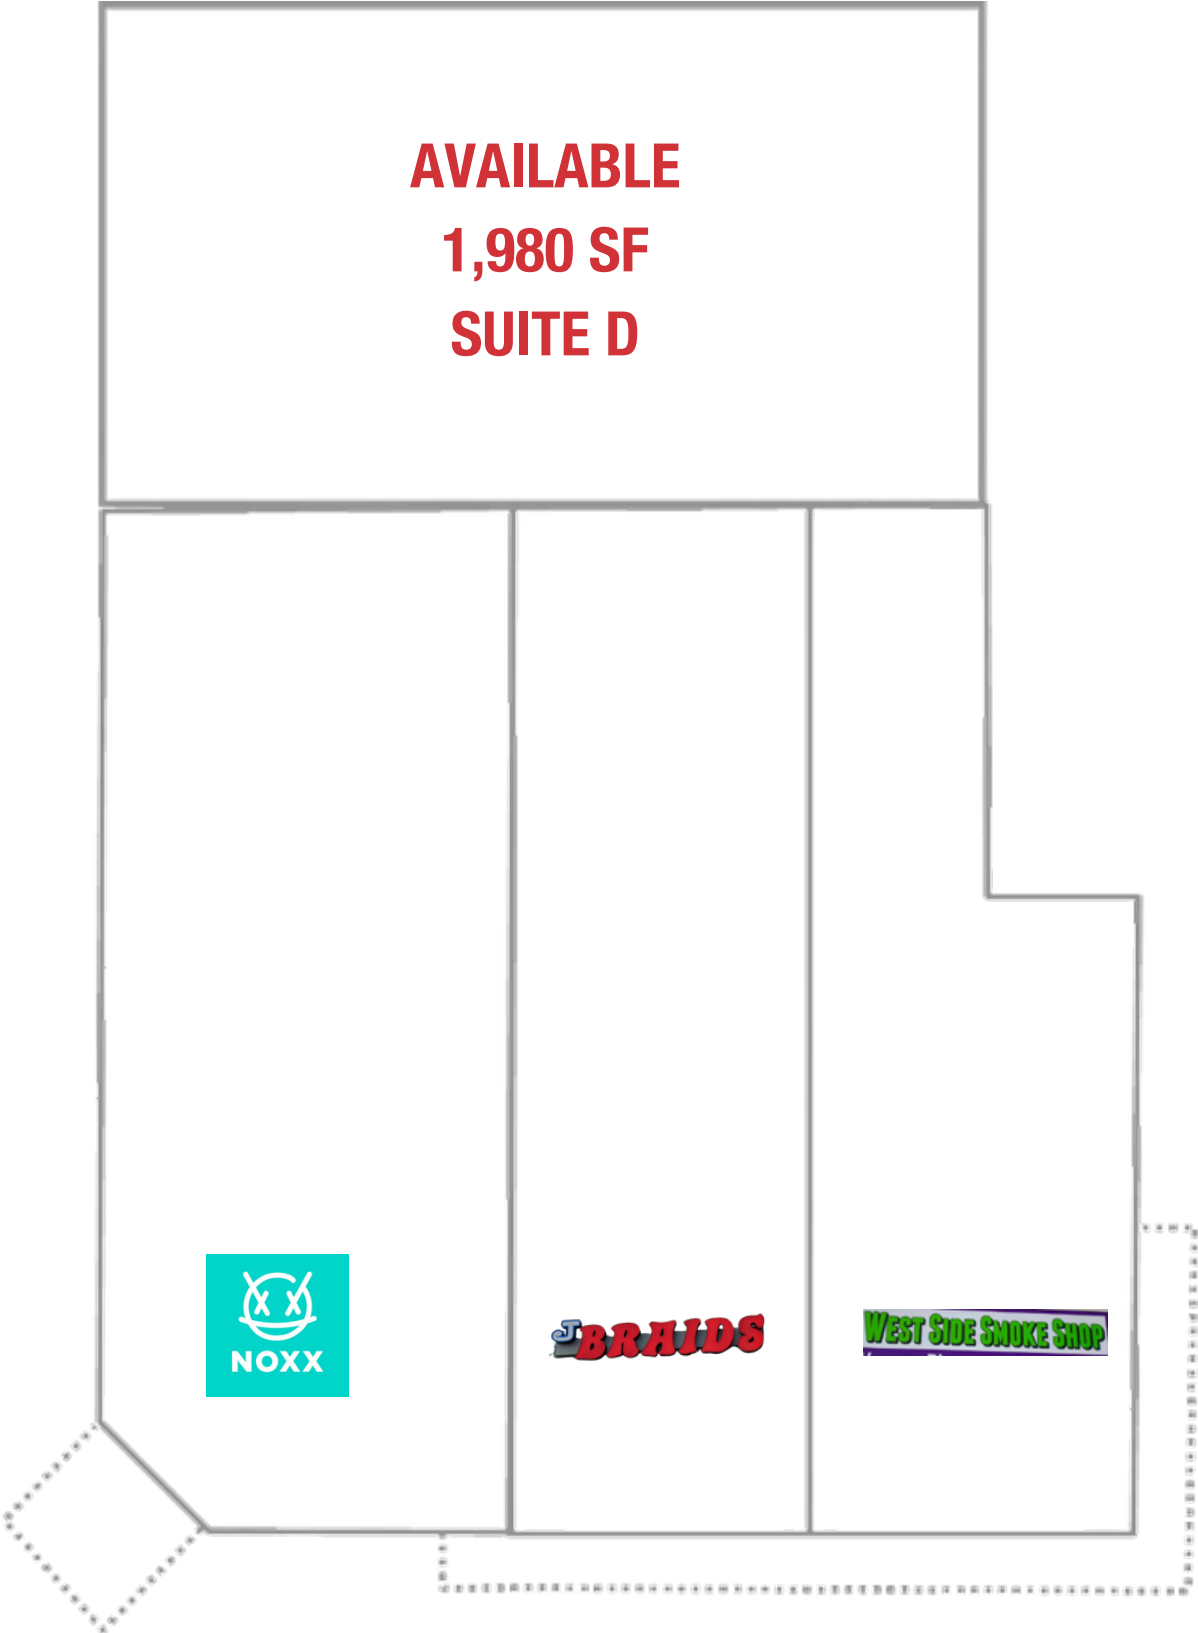 AVAILABLE
1,980 SF
SUITE D
NOXX
J BRAIDS
WEST SIDE SMOKE SHOP